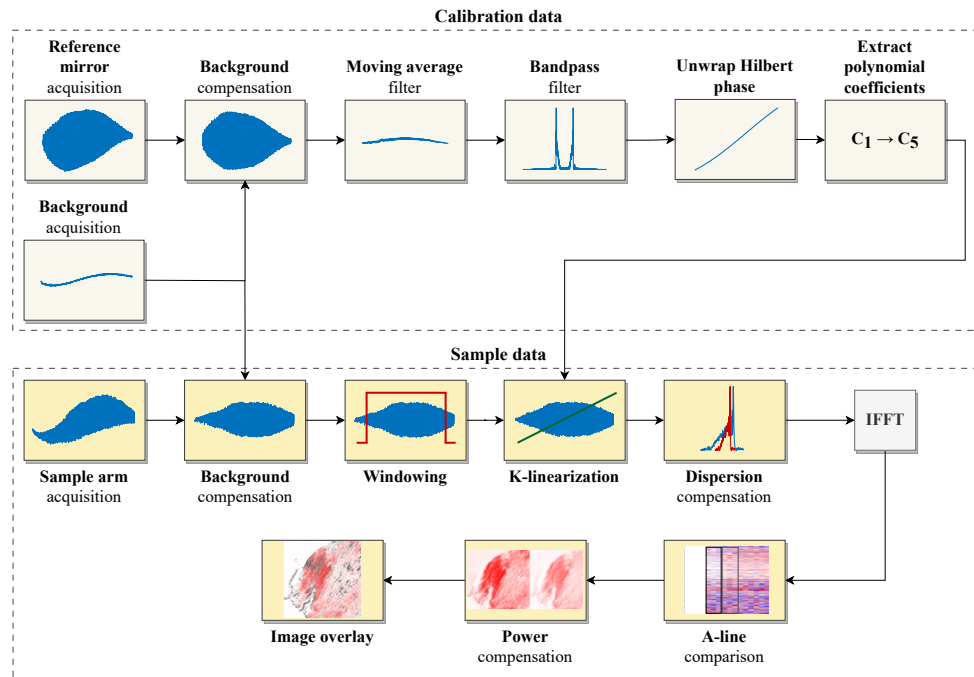 Calibration data
Reference
mirror
acquisition
Background
compensation
Moving average
filter
Bandpass
filter
Unwrap Hilbert
phase
Extract
polynomial
coefficients
C₁ → C₅
Background
acquisition
Sample data
Sample arm
acquisition
Background
compensation
Windowing
K-linearization
Dispersion
compensation
IFFT
Image overlay
Power
compensation
A-line
comparison